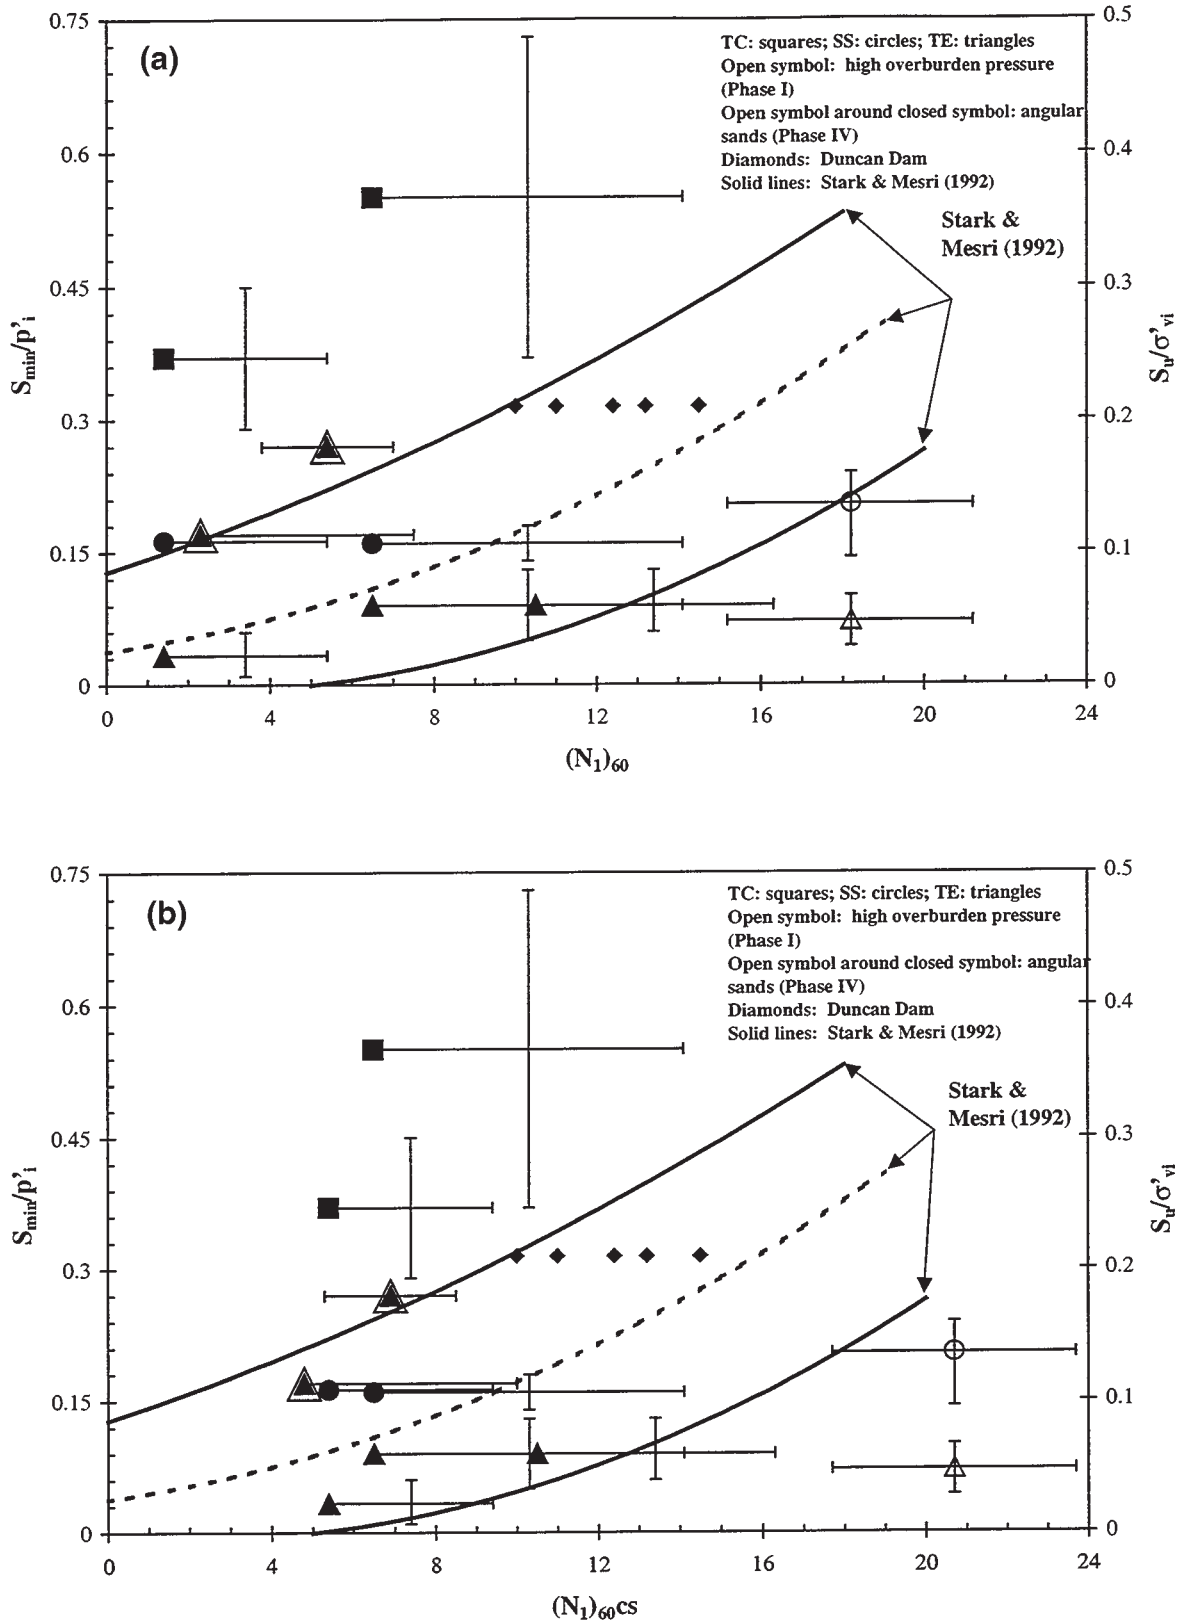 (a)
TC: squares; SS: circles; TE: triangles
Open symbol: high overburden pressure
(Phase I)
Open symbol around closed symbol: angular
sands (Phase IV)
Diamonds: Duncan Dam
Solid lines: Stark & Mesri (1992)
Stark &
Mesri (1992)
0.75
0.6
0.45
0.3
0.15
0
Smin/p'i
0.5
0.4
0.3
0.2
0.1
0
Su/σ'vi
0 4 8 12 16 20 24
(N1)60
(b)
TC: squares; SS: circles; TE: triangles
Open symbol: high overburden pressure
(Phase I)
Open symbol around closed symbol: angular
sands (Phase IV)
Diamonds: Duncan Dam
Solid lines: Stark & Mesri (1992)
Stark &
Mesri (1992)
0.75
0.6
0.45
0.3
0.15
0
Smin/p'i
0.5
0.4
0.3
0.2
0.1
0
Su/σ'vi
0 4 8 12 16 20 24
(N1)60cs